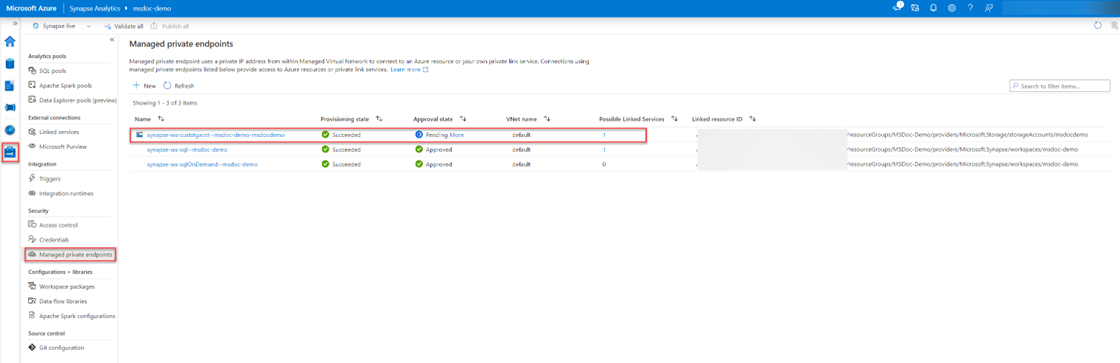 Microsoft Azure Synapse Analytics > msdoc-demo
Synapse live Validate all Publish all
Analytics pools
SQL pools
Apache Spark pools
Data Explorer pools (preview)
External connections
Linked services
Microsoft Purview
Integration
Triggers
Integration runtimes
Security
Access control
Credentials
Managed private endpoints
Configurations + libraries
Workspace packages
Data flow libraries
Apache Spark configurations
Source control
Git configuration
Managed private endpoints
Managed private endpoint uses a private IP address from within Managed Virtual Network to connect to an Azure resource or your own private link service. Connections using
managed private endpoints listed below provide access to Azure resources or private link services. Learn more
New Refresh
Search to filter items...
Showing 1 - 3 of 3 items
Name Provisioning state Approval state VNet name Possible Linked Services Linked resource ID
synapse-ws-custstgacct--msdoc-demo-msdocdemo Succeeded Pending More default 1 /resourceGroups/MSDoc-Demo/providers/Microsoft.Storage/storageAccounts/msdocdemo
synapse-ws-sql--msdoc-demo Succeeded Approved default 1 /resourceGroups/MSDoc-Demo/providers/Microsoft.Synapse/workspaces/msdoc-demo
synapse-ws-sqlOnDemand--msdoc-demo Succeeded Approved default 0 /resourceGroups/MSDoc-Demo/providers/Microsoft.Synapse/workspaces/msdoc-demo